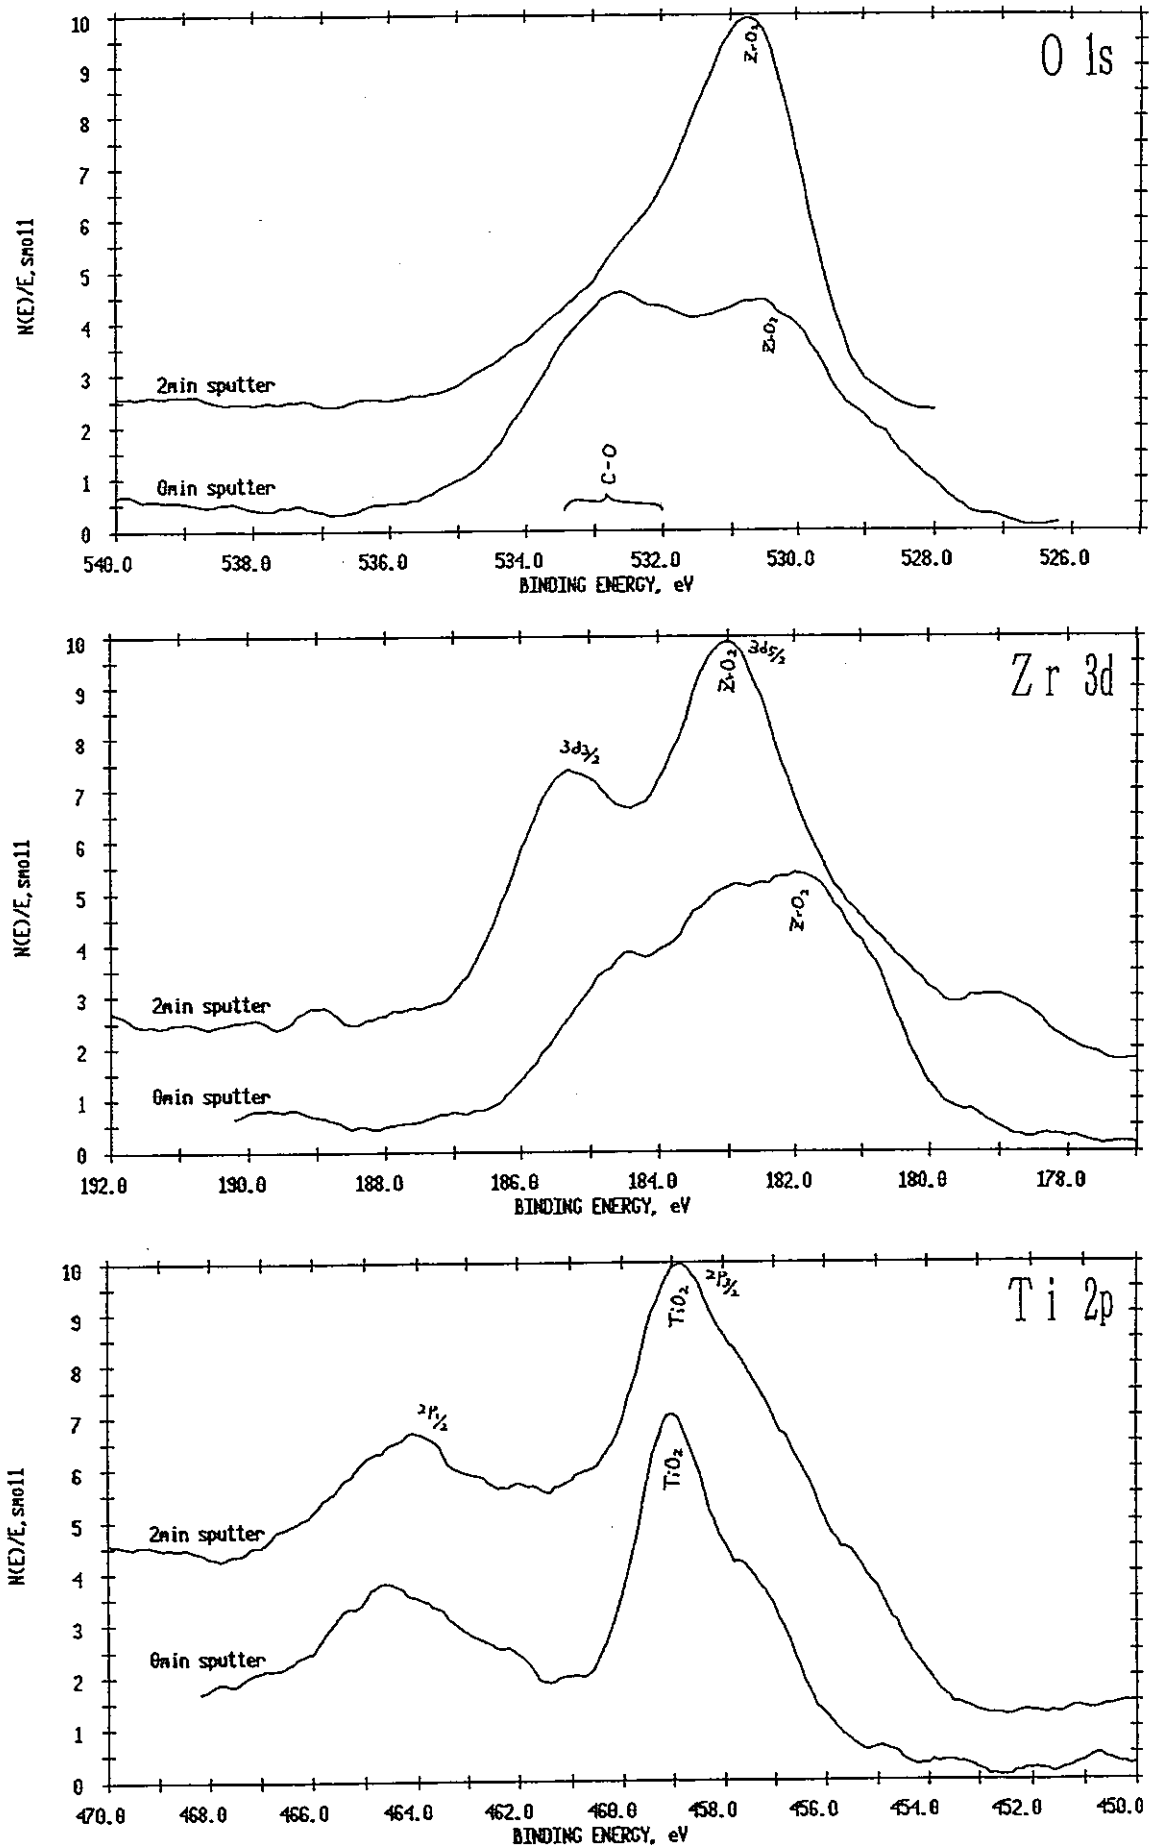 10
O 1s
ZrO₂
9
8
7
6
5
4
ZrO₂
3
2min sputter
2
1
C-O
0min sputter
0
N(E)/E, smo11
540.0 538.0 536.0 534.0 532.0 530.0 528.0 526.0
BINDING ENERGY, eV
10
Zr 3d
ZrO₂ 3d5/2
9
3d3/2
8
7
6
5
ZrO₂
4
3
2min sputter
2
0min sputter
1
0
N(E)/E, smo11
192.0 190.0 188.0 186.0 184.0 182.0 180.0 178.0
BINDING ENERGY, eV
10
Ti 2p
TiO₂ 2P3/2
9
8
7
2P1/2
6
TiO₂
2min sputter
5
4
3
0min sputter
2
1
0
N(E)/E, smo11
470.0 468.0 466.0 464.0 462.0 460.0 458.0 456.0 454.0 452.0 450.0
BINDING ENERGY, eV